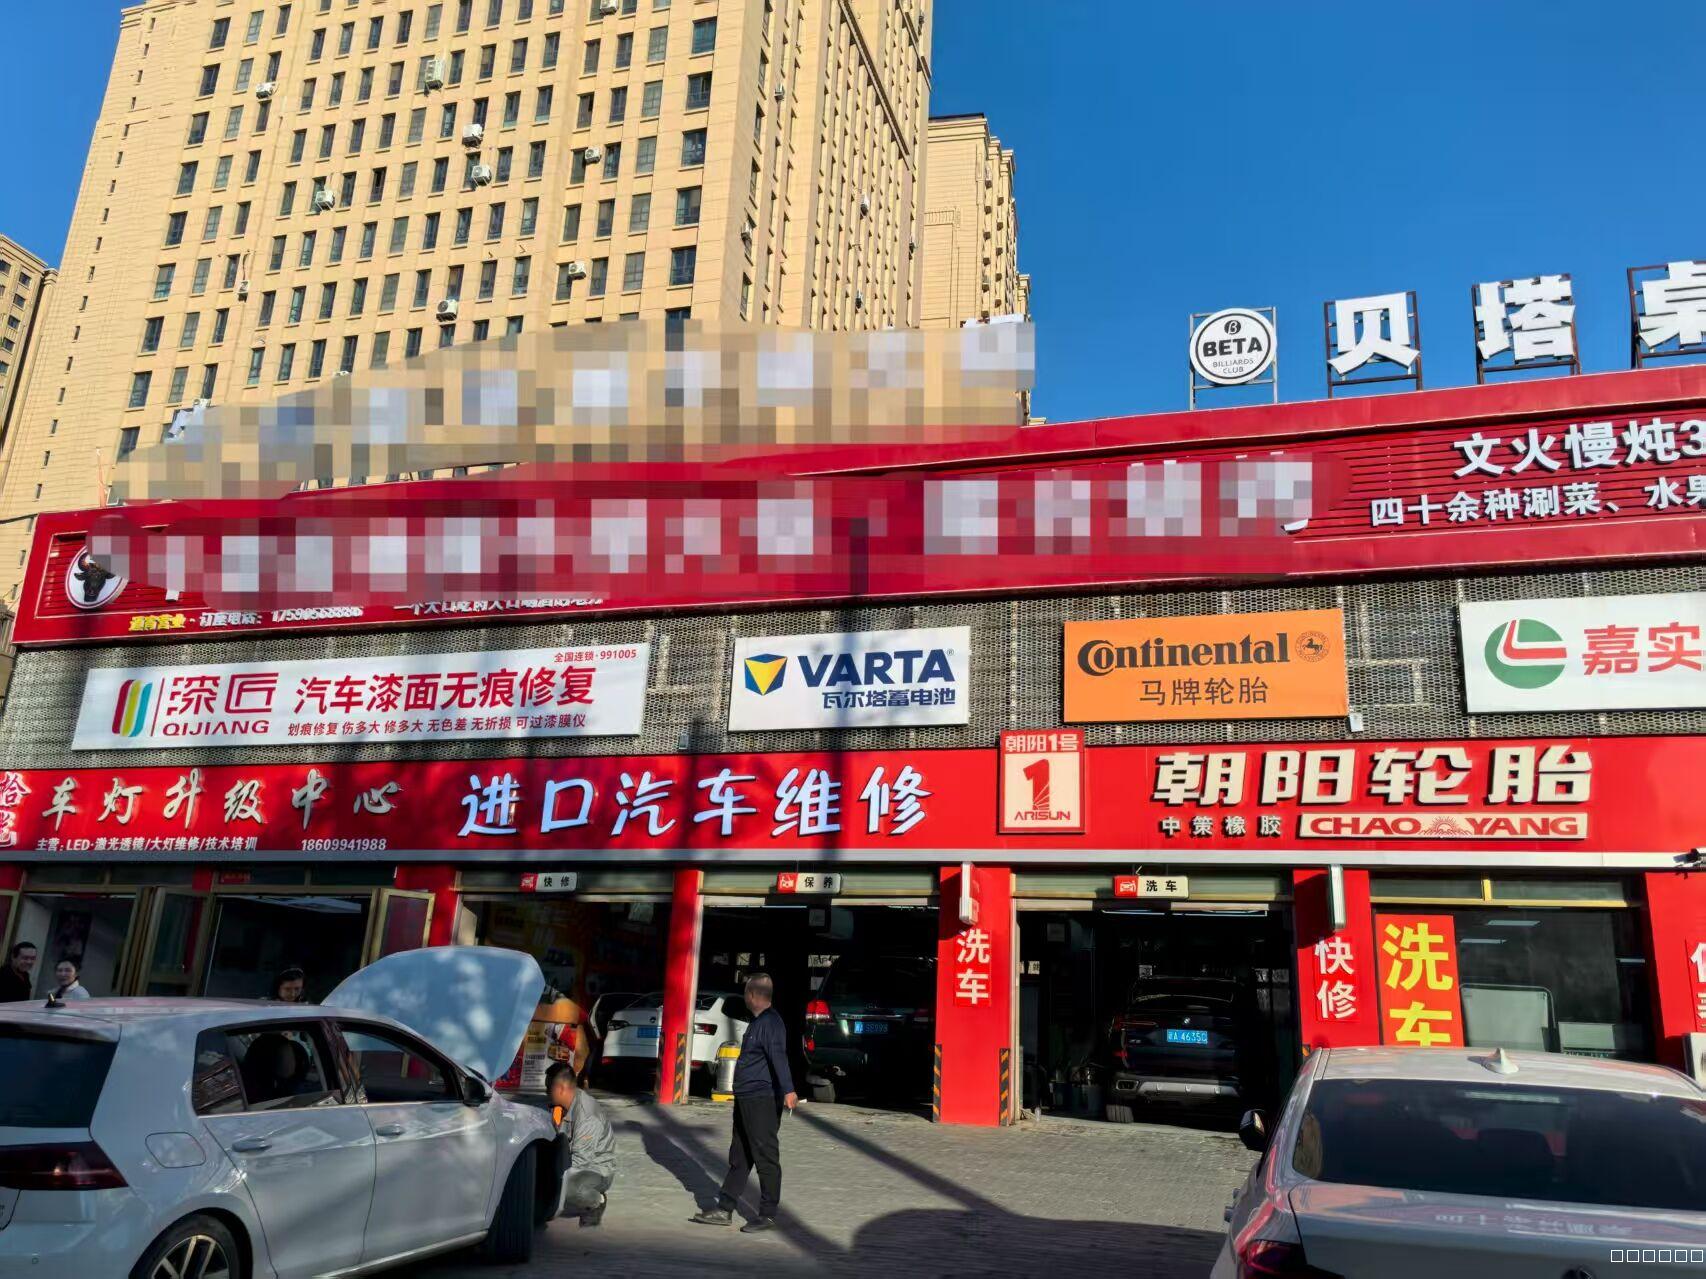 β
BETA
BILLIARDS
CLUB
贝塔
文火慢炖3
四十余种涮菜、水果
全国连锁·991005
漆匠
QIJIANG
汽车漆面无痕修复
划痕修复 伤多大 修多大 无色差 无折损 可过漆膜仪
VARTA
瓦尔塔蓄电池
Continental
马牌轮胎
嘉实
车灯升级中心
主营:LED·激光透镜/大灯维修/技术培训
18609941988
进口汽车维修
朝阳1号
1
ARISUN
朝阳轮胎
中策橡胶
CHAO YANG
快修
保养
洗车
洗车
快修
洗车